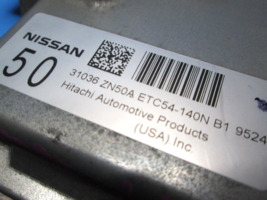 NISSAN
50
31036 ZN50A ETC54-140N B1 9524
Hitachi Automotive Products
(USA) Inc